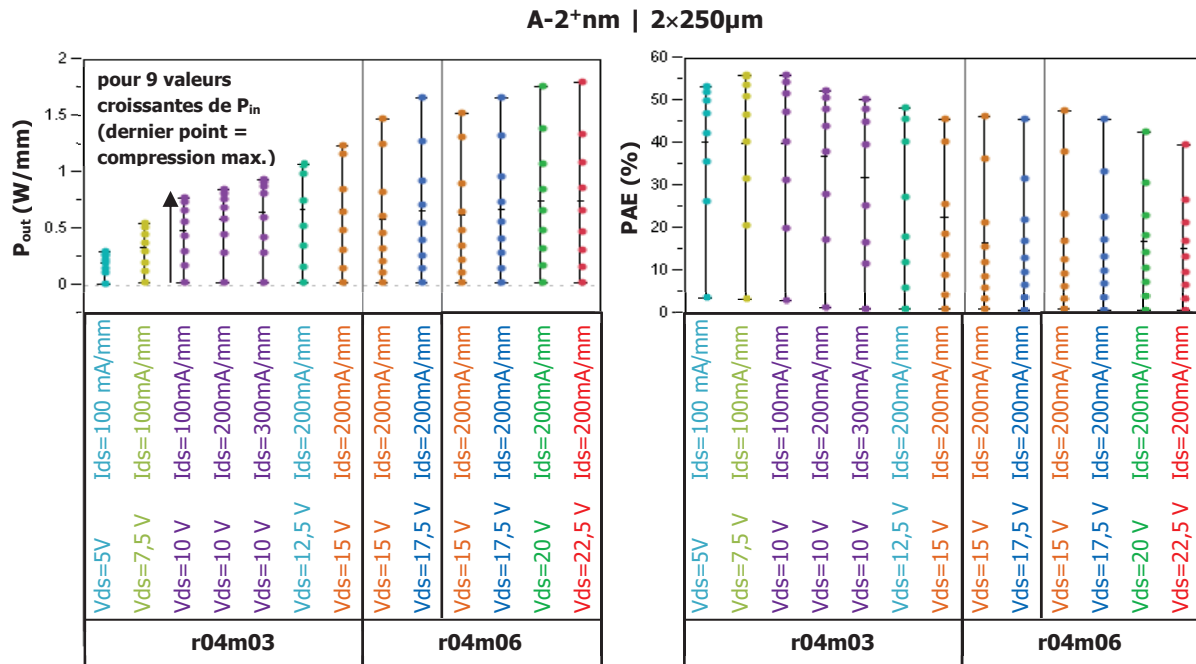 A-2⁺nm | 2×250µm
2
1.5
1
0.5
0
Pout (W/mm)
pour 9 valeurs
croissantes de Pin
(dernier point =
compression max.)
Vds=5V Ids=100 mA/mm
Vds=7,5 V Ids=100mA/mm
Vds=10 V Ids=100mA/mm
Vds=10 V Ids=200mA/mm
Vds=10 V Ids=300mA/mm
Vds=12,5 V Ids=200mA/mm
Vds=15 V Ids=200mA/mm
Vds=15 V Ids=200mA/mm
Vds=17,5 V Ids=200mA/mm
Vds=15 V Ids=200mA/mm
Vds=17,5 V Ids=200mA/mm
Vds=20 V Ids=200mA/mm
Vds=22,5 V Ids=200mA/mm
r04m03
r04m06
60
50
40
30
20
10
0
PAE (%)
Vds=5V Ids=100 mA/mm
Vds=7,5 V Ids=100mA/mm
Vds=10 V Ids=100mA/mm
Vds=10 V Ids=200mA/mm
Vds=10 V Ids=300mA/mm
Vds=12,5 V Ids=200mA/mm
Vds=15 V Ids=200mA/mm
Vds=15 V Ids=200mA/mm
Vds=17,5 V Ids=200mA/mm
Vds=15 V Ids=200mA/mm
Vds=17,5 V Ids=200mA/mm
Vds=20 V Ids=200mA/mm
Vds=22,5 V Ids=200mA/mm
r04m03
r04m06